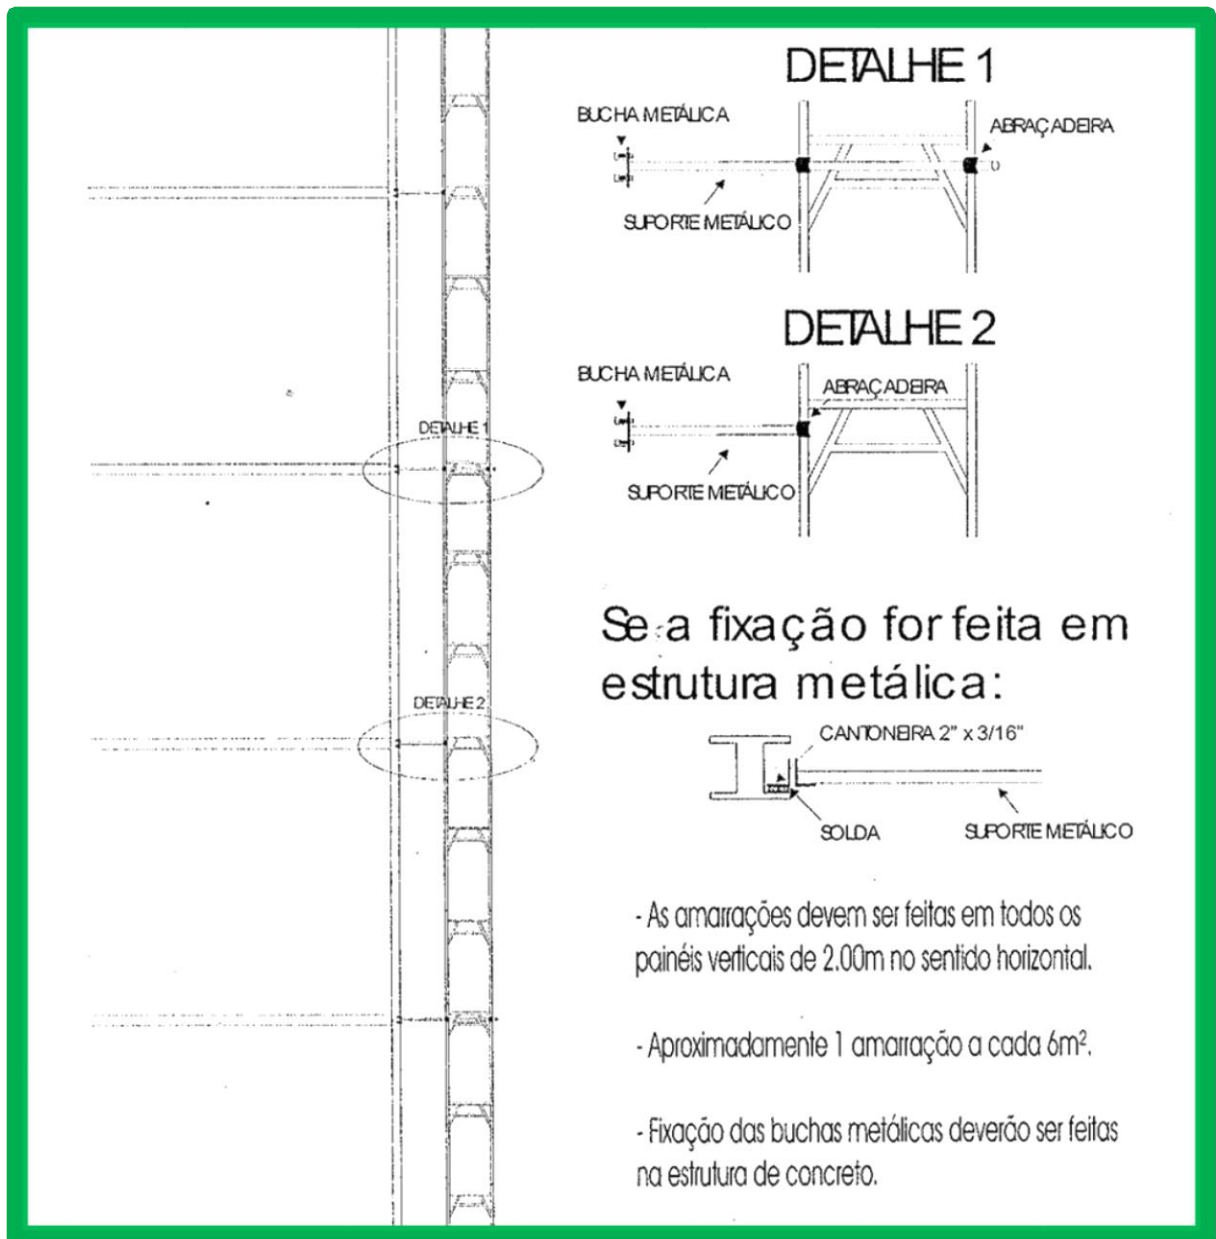 DETALHE 1
BUCHA METÁLICA
ABRAÇADEIRA
SUPORTE METÁLICO
DETALHE 2
BUCHA METÁLICA
ABRAÇADEIRA
SUPORTE METÁLICO
DETALHE 1
DETALHE 2
Se a fixação for feita em
estrutura metálica:
CANTONEIRA 2" x 3/16"
SOLDA
SUPORTE METÁLICO
- As amarrações devem ser feitas em todos os
painéis verticais de 2.00m no sentido horizontal.
- Aproximadamente 1 amarração a cada 6m².
- Fixação das buchas metálicas deverão ser feitas
na estrutura de concreto.